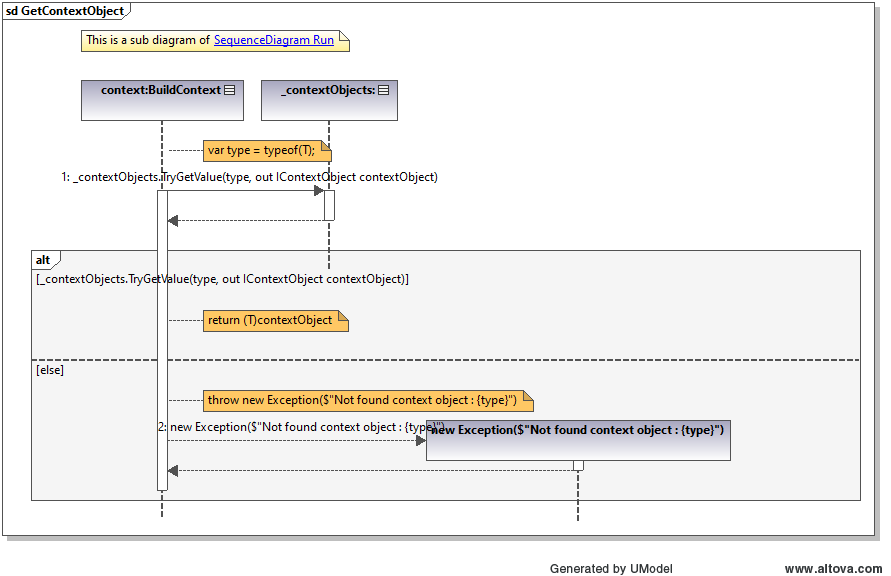 sd GetContextObject
This is a sub diagram of SequenceDiagram Run
context:BuildContext
_contextObjects:
var type = typeof(T);
1: _contextObjects.TryGetValue(type, out IContextObject contextObject)
alt
[_contextObjects.TryGetValue(type, out IContextObject contextObject)]
return (T)contextObject
[else]
throw new Exception($"Not found context object : {type}")
2: new Exception($"Not found context object : {type}")
new Exception($"Not found context object : {type}")
Generated by UModel
www.altova.com